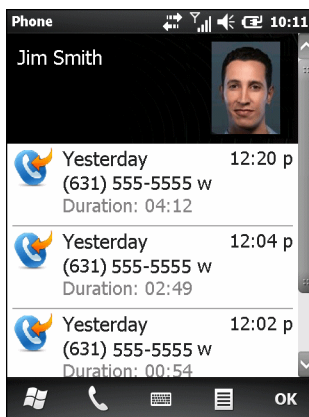 Phone 10:11
Jim Smith
Yesterday 12:20 p
(631) 555-5555 w
Duration: 04:12
Yesterday 12:04 p
(631) 555-5555 w
Duration: 02:49
Yesterday 12:02 p
(631) 555-5555 w
Duration: 00:54
OK